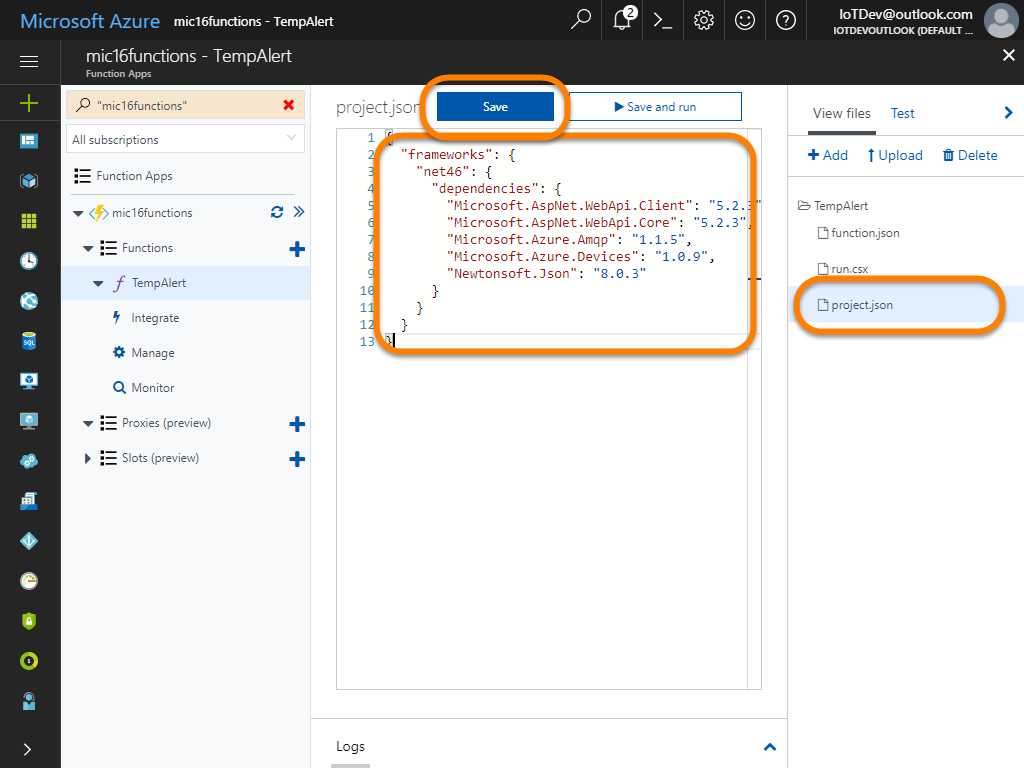 Microsoft Azure mic16functions - TempAlert
2
IoTDev@outlook.com
IOTDEVOUTLOOK (DEFAULT ...
mic16functions - TempAlert
Function Apps
"mic16functions"
All subscriptions
Function Apps
mic16functions
Functions
TempAlert
Integrate
Manage
Monitor
Proxies (preview)
Slots (preview)
project.json
Save
Save and run
1 {
2 "frameworks": {
3 "net46": {
4 "dependencies": {
5 "Microsoft.AspNet.WebApi.Client": "5.2.3"
6 "Microsoft.AspNet.WebApi.Core": "5.2.3",
7 "Microsoft.Azure.Amqp": "1.1.5",
8 "Microsoft.Azure.Devices": "1.0.9",
9 "Newtonsoft.Json": "8.0.3"
10 }
11 }
12 }
13 }
Logs
View files
Test
Add
Upload
Delete
TempAlert
function.json
run.csx
project.json